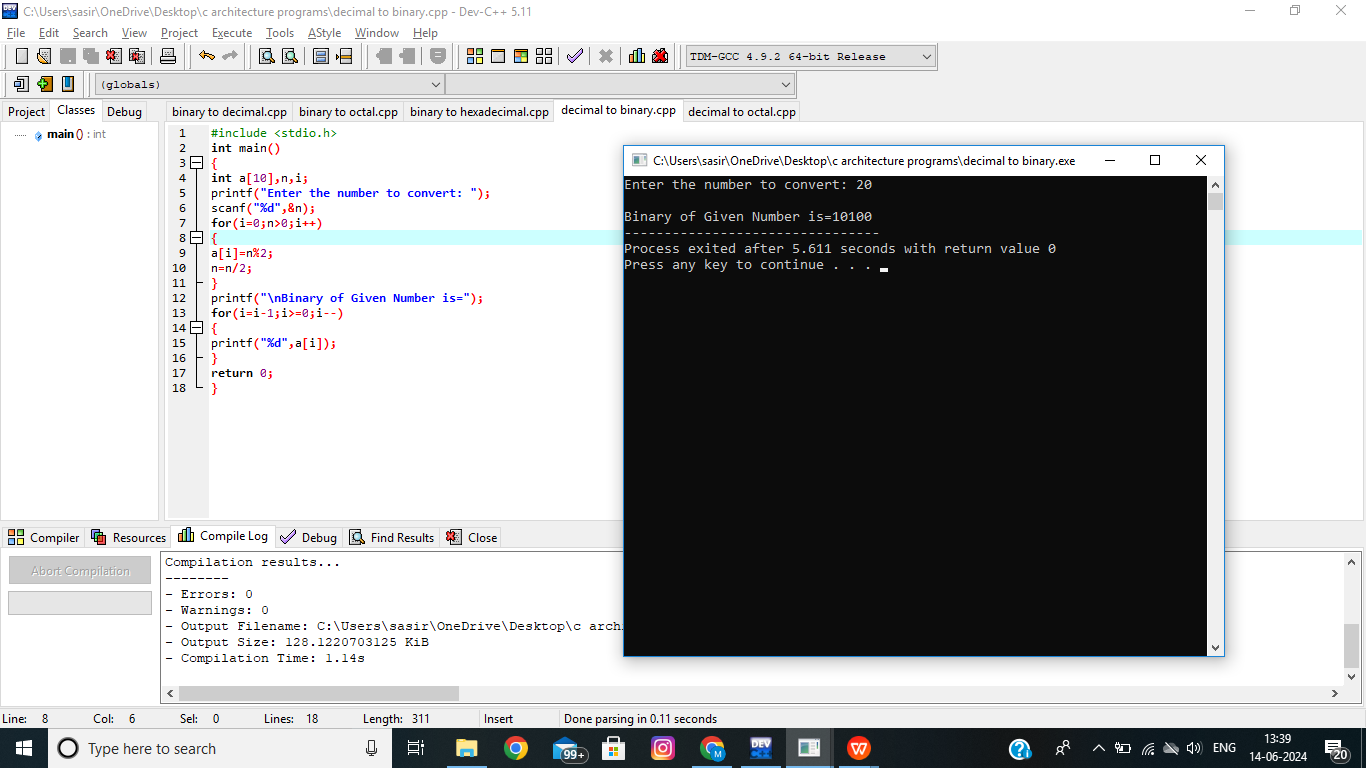 C:\Users\sasir\OneDrive\Desktop\c architecture programs\decimal to binary.cpp - Dev-C++ 5.11
File Edit Search View Project Execute Tools AStyle Window Help
TDM-GCC 4.9.2 64-bit Release
(globals)
Project Classes Debug
binary to decimal.cpp binary to octal.cpp binary to hexadecimal.cpp decimal to binary.cpp decimal to octal.cpp
main () : int
1 #include <stdio.h>
2 int main()
3 {
4 int a[10],n,i;
5 printf("Enter the number to convert: ");
6 scanf("%d",&n);
7 for(i=0;n>0;i++)
8 {
9 a[i]=n%2;
10 n=n/2;
11 }
12 printf("\nBinary of Given Number is=");
13 for(i=i-1;i>=0;i--)
14 {
15 printf("%d",a[i]);
16 }
17 return 0;
18 }
C:\Users\sasir\OneDrive\Desktop\c architecture programs\decimal to binary.exe
Enter the number to convert: 20
Binary of Given Number is=10100
--------------------------------
Process exited after 5.611 seconds with return value 0
Press any key to continue . . .
Compiler Resources Compile Log Debug Find Results Close
Abort Compilation
Compilation results...
--------
- Errors: 0
- Warnings: 0
- Output Filename: C:\Users\sasir\OneDrive\Desktop\c archi
- Output Size: 128.1220703125 KiB
- Compilation Time: 1.14s
Line: 8 Col: 6 Sel: 0 Lines: 18 Length: 311 Insert Done parsing in 0.11 seconds
Type here to search
99+
M
DEV
W
ENG
13:39
14-06-2024
20